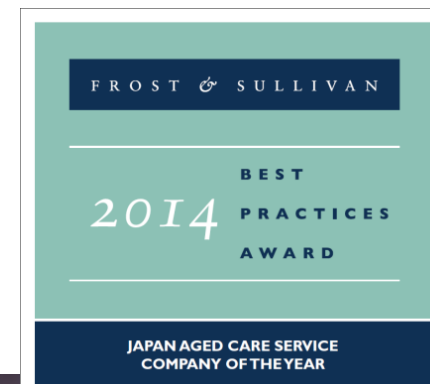 FROST & SULLIVAN
2014
BEST
PRACTICES
AWARD
JAPAN AGED CARE SERVICE
COMPANY OF THE YEAR